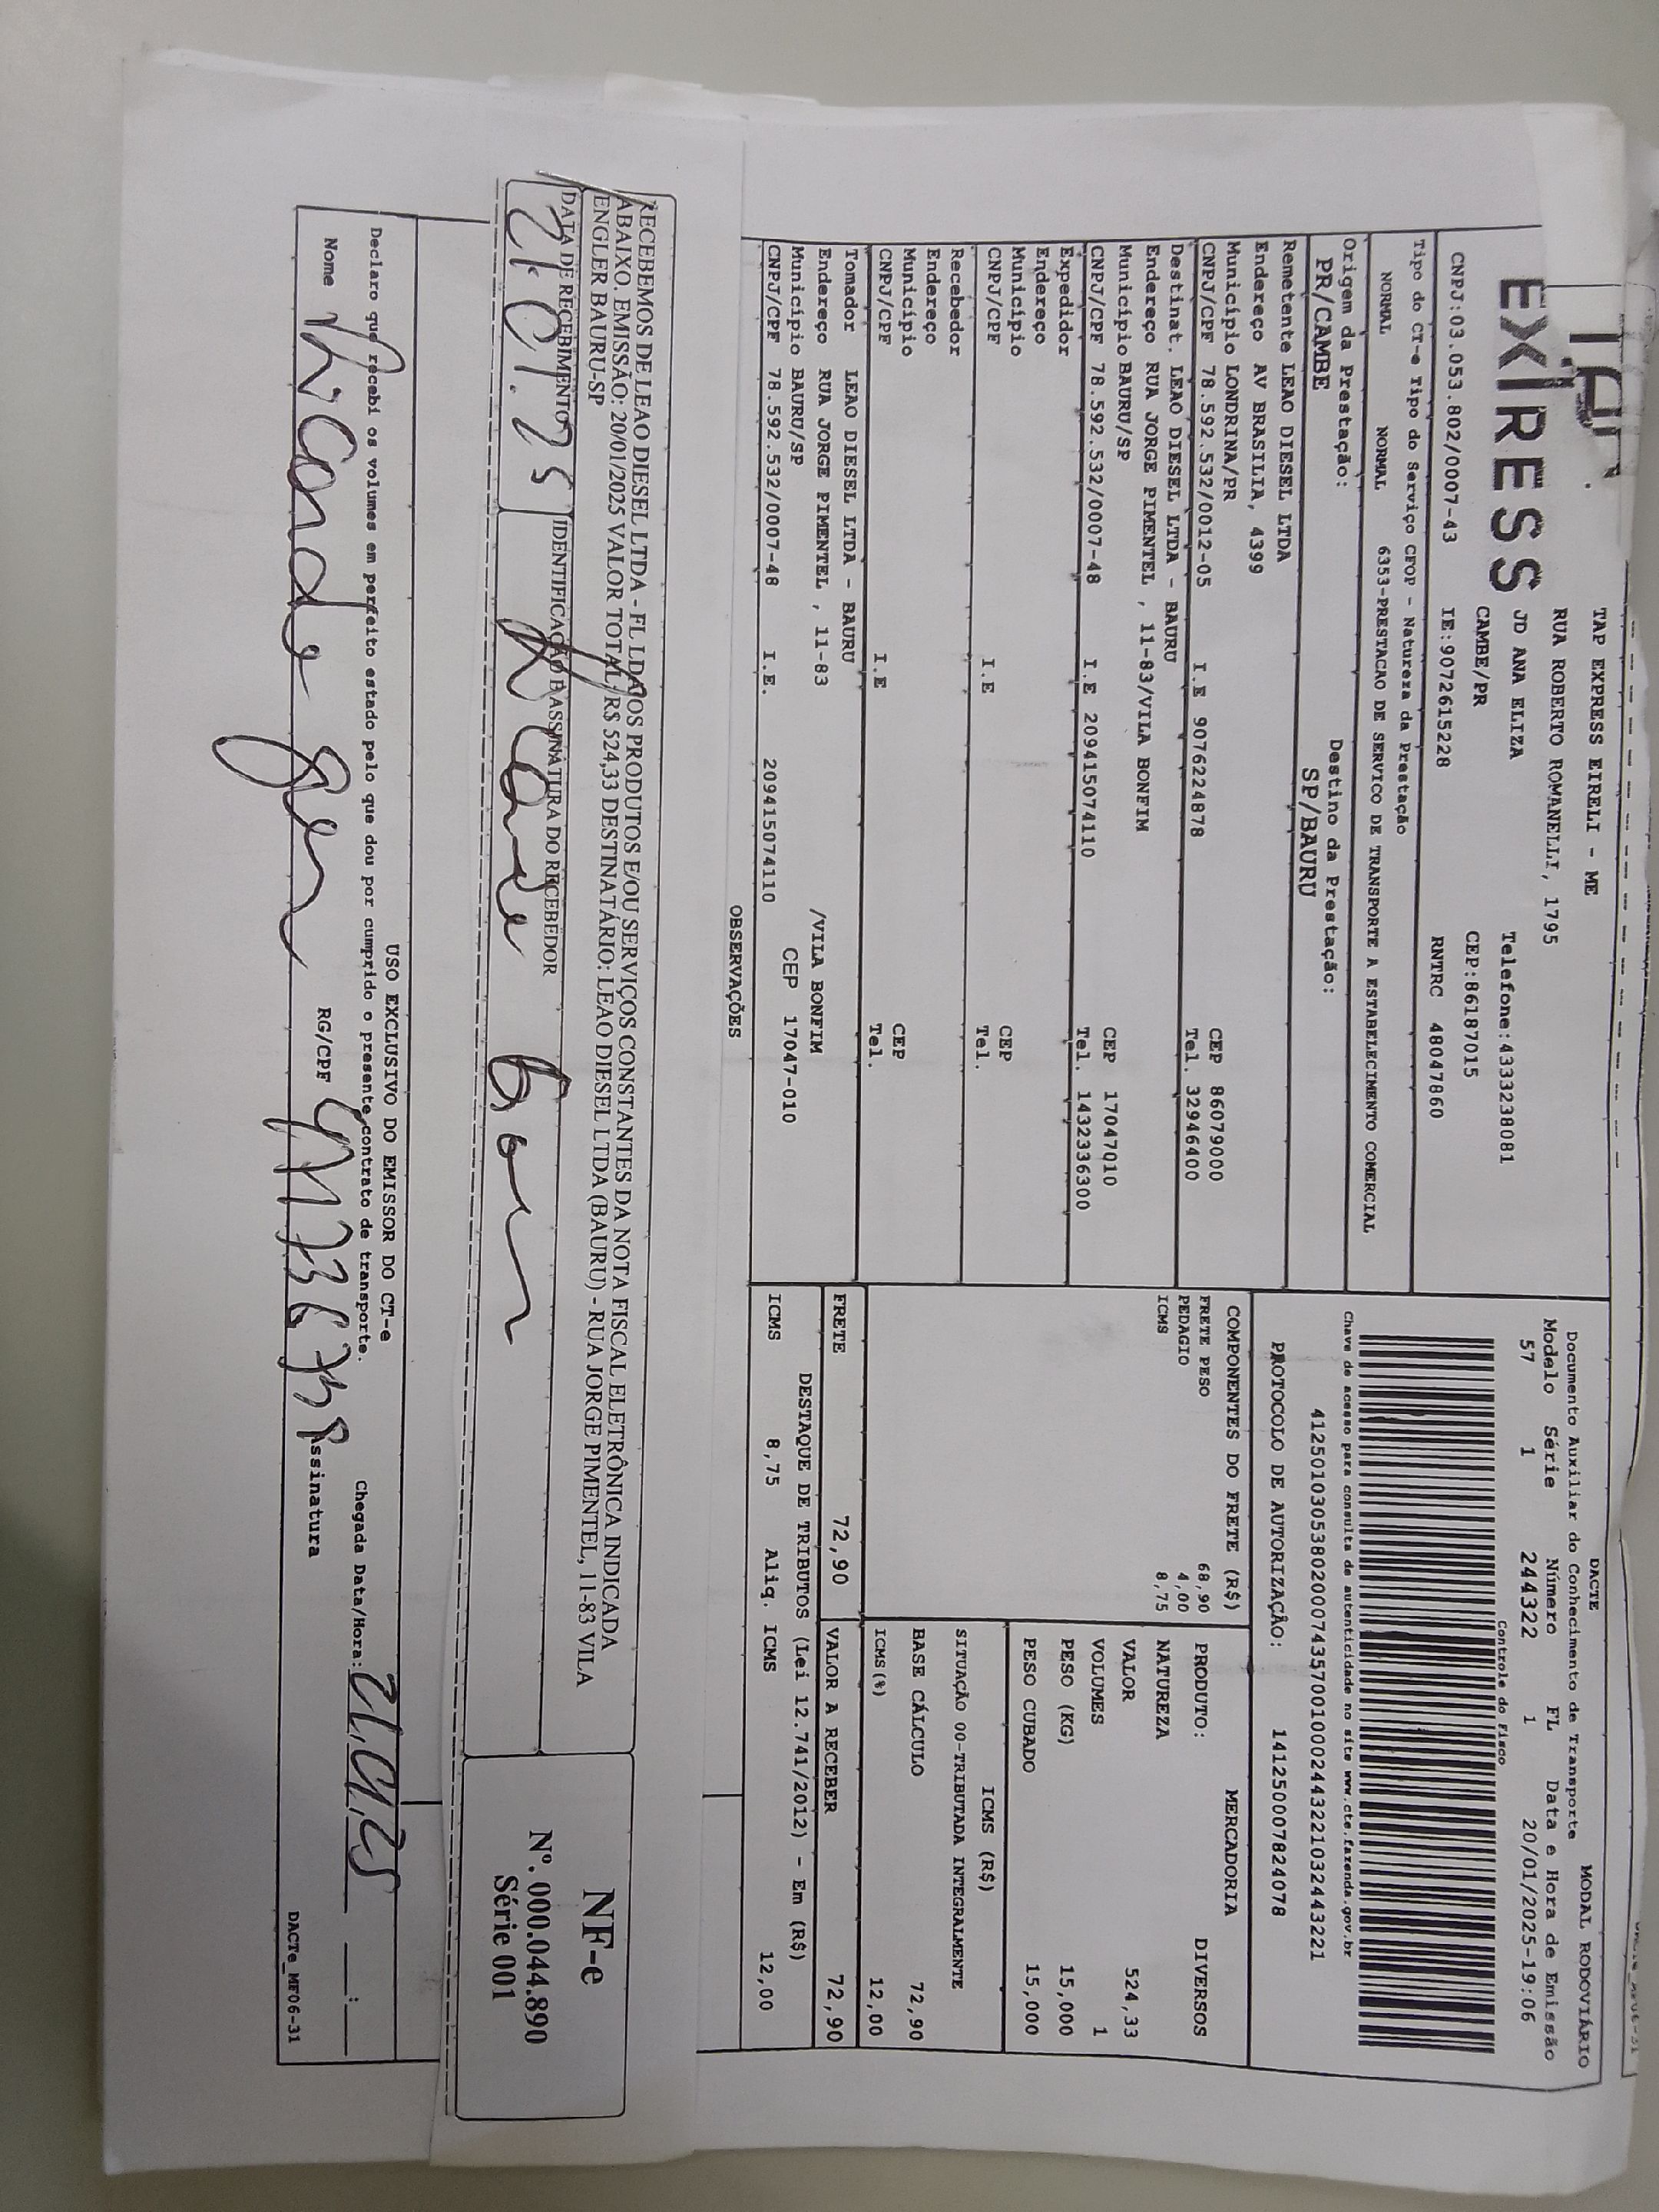 TAP
EXPRESS
TAP EXPRESS EIRELI - ME
RUA ROBERTO ROMANELLI, 1795
JD ANA ELIZA Telefone:4333238081
CAMBE/PR CEP:86187015
CNPJ:03.053.802/0007-43 IE:9072615228 RNTRC 48047860
DACTE MODAL RODOVIÁRIO
Documento Auxiliar do Conhecimento de Transporte
Modelo Série Número FL Data e Hora de Emissão
57 1 244322 1 20/01/2025-19:06
Controle do Fisco
Tipo do CT-e Tipo do Serviço CFOP - Natureza da Prestação
NORMAL NORMAL 6353-PRESTACAO DE SERVICO DE TRANSPORTE A ESTABELECIMENTO COMERCIAL
Chave de acesso para consulta de autenticidade no site www.cte.fazenda.gov.br
41250103053802000743570010002443221032443221
Origem da Prestação: Destino da Prestação:
PR/CAMBE SP/BAURU
PROTOCOLO DE AUTORIZAÇÃO: 141250007824078
Remetente LEAO DIESEL LTDA
Endereço AV BRASILIA, 4399
Município LONDRINA/PR CEP 86079000
CNPJ/CPF 78.592.532/0012-05 I.E 9076224878 Tel. 32946400
Destinat. LEAO DIESEL LTDA - BAURU
Endereço RUA JORGE PIMENTEL , 11-83/VILA BONFIM
Município BAURU/SP CEP 17047010
CNPJ/CPF 78.592.532/0007-48 I.E 209415074110 Tel. 1432336300
Expedidor
Endereço
Município CEP
CNPJ/CPF I.E Tel.
Recebedor
Endereço
Município CEP
CNPJ/CPF I.E Tel.
Tomador LEAO DIESEL LTDA - BAURU
Endereço RUA JORGE PIMENTEL , 11-83 /VILA BONFIM
Município BAURU/SP CEP 17047-010
CNPJ/CPF 78.592.532/0007-48 I.E. 209415074110
COMPONENTES DO FRETE (R$)
FRETE PESO 68,90
PEDAGIO 4,00
ICMS 8,75
MERCADORIA
PRODUTO: DIVERSOS
NATUREZA
VALOR 524,33
VOLUMES 1
PESO (KG) 15,000
PESO CUBADO 15,000
ICMS (R$)
SITUAÇÃO 00-TRIBUTADA INTEGRALMENTE
BASE CÁLCULO 72,90
ICMS(%) 12,00
FRETE 72,90 VALOR A RECEBER 72,90
DESTAQUE DE TRIBUTOS (Lei 12.741/2012) - Em (R$)
ICMS 8,75 Aliq. ICMS 12,00
OBSERVAÇÕES
RECEBEMOS DE LEAO DIESEL LTDA - FL LDA OS PRODUTOS E/OU SERVIÇOS CONSTANTES DA NOTA FISCAL ELETRÔNICA INDICADA
ABAIXO. EMISSÃO: 20/01/2025 VALOR TOTAL: R$ 524,33 DESTINATÁRIO: LEAO DIESEL LTDA (BAURU) - RUA JORGE PIMENTEL, 11-83 VILA
ENGLER BAURU-SP
DATA DE RECEBIMENTO IDENTIFICAÇÃO E ASSINATURA DO RECEBEDOR
21.01.25
NF-e
Nº. 000.044.890
Série 001
USO EXCLUSIVO DO EMISSOR DO CT-e
Declaro que recebi os volumes em perfeito estado pelo que dou por cumprido o presente contrato de transporte.
Chegada Data/Hora: 21.01.25 __:__
Nome RG/CPF Assinatura
DACTe_MF06-31